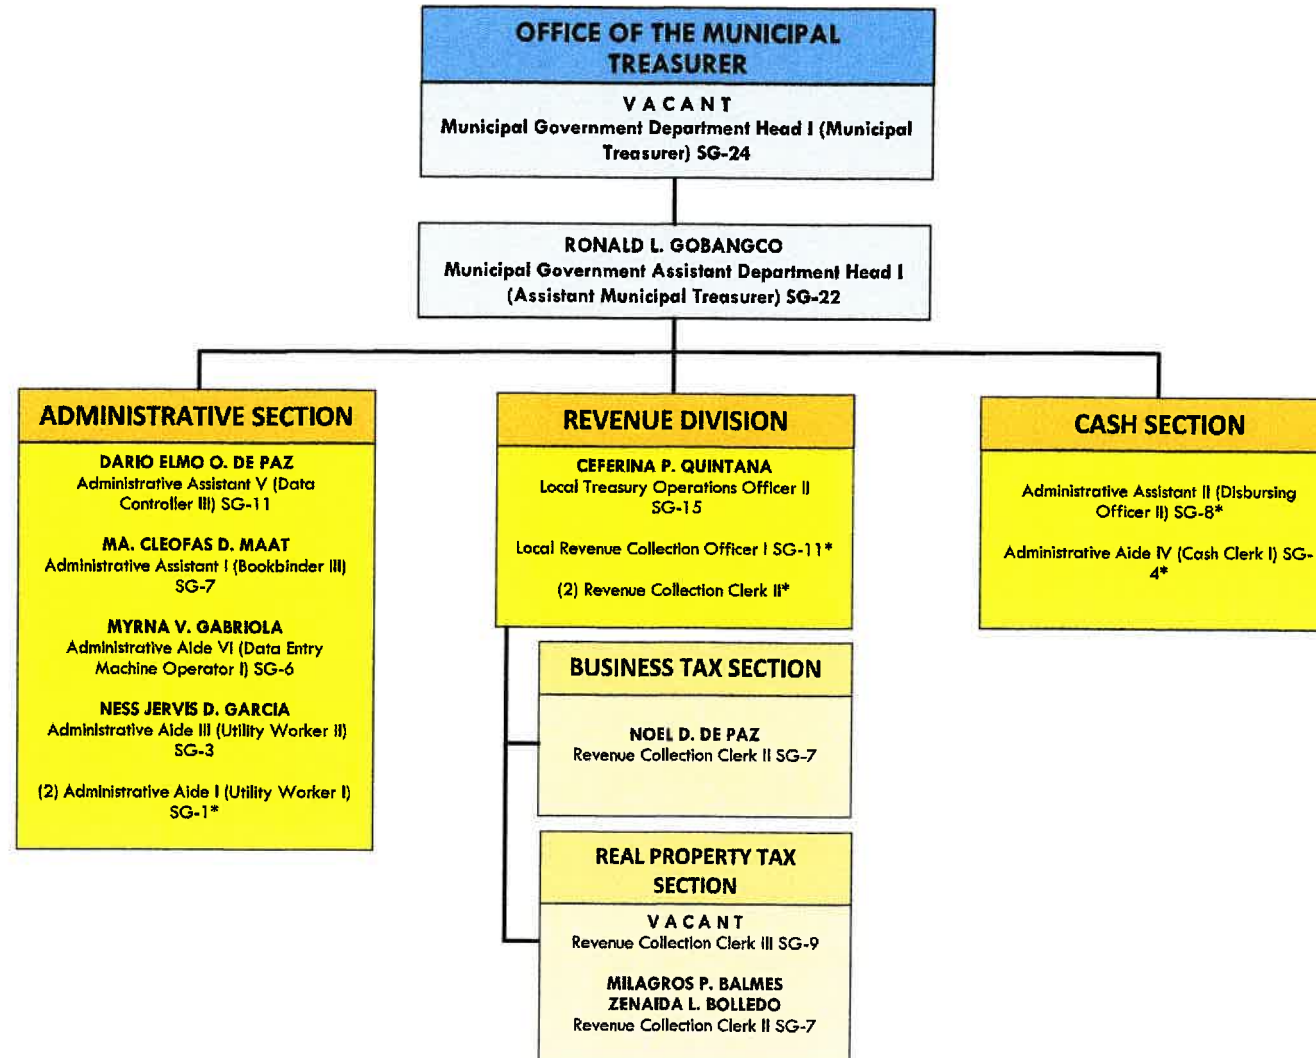 OFFICE OF THE MUNICIPAL
TREASURER
V A C A N T
Municipal Government Department Head I (Municipal
Treasurer) SG-24
RONALD L. GOBANGCO
Municipal Government Assistant Department Head I
(Assistant Municipal Treasurer) SG-22
ADMINISTRATIVE SECTION
DARIO ELMO O. DE PAZ
Administrative Assistant V (Data
Controller III) SG-11
MA. CLEOFAS D. MAAT
Administrative Assistant I (Bookbinder III)
SG-7
MYRNA V. GABRIOLA
Administrative Aide VI (Data Entry
Machine Operator I) SG-6
NESS JERVIS D. GARCIA
Administrative Aide III (Utility Worker II)
SG-3
(2) Administrative Aide I (Utility Worker I)
SG-1*
REVENUE DIVISION
CEFERINA P. QUINTANA
Local Treasury Operations Officer II
SG-15
Local Revenue Collection Officer I SG-11*
(2) Revenue Collection Clerk II*
BUSINESS TAX SECTION
NOEL D. DE PAZ
Revenue Collection Clerk II SG-7
REAL PROPERTY TAX
SECTION
V A C A N T
Revenue Collection Clerk III SG-9
MILAGROS P. BALMES
ZENAIDA L. BOLLEDO
Revenue Collection Clerk II SG-7
CASH SECTION
Administrative Assistant II (Disbursing
Officer II) SG-8*
Administrative Aide IV (Cash Clerk I) SG-
4*